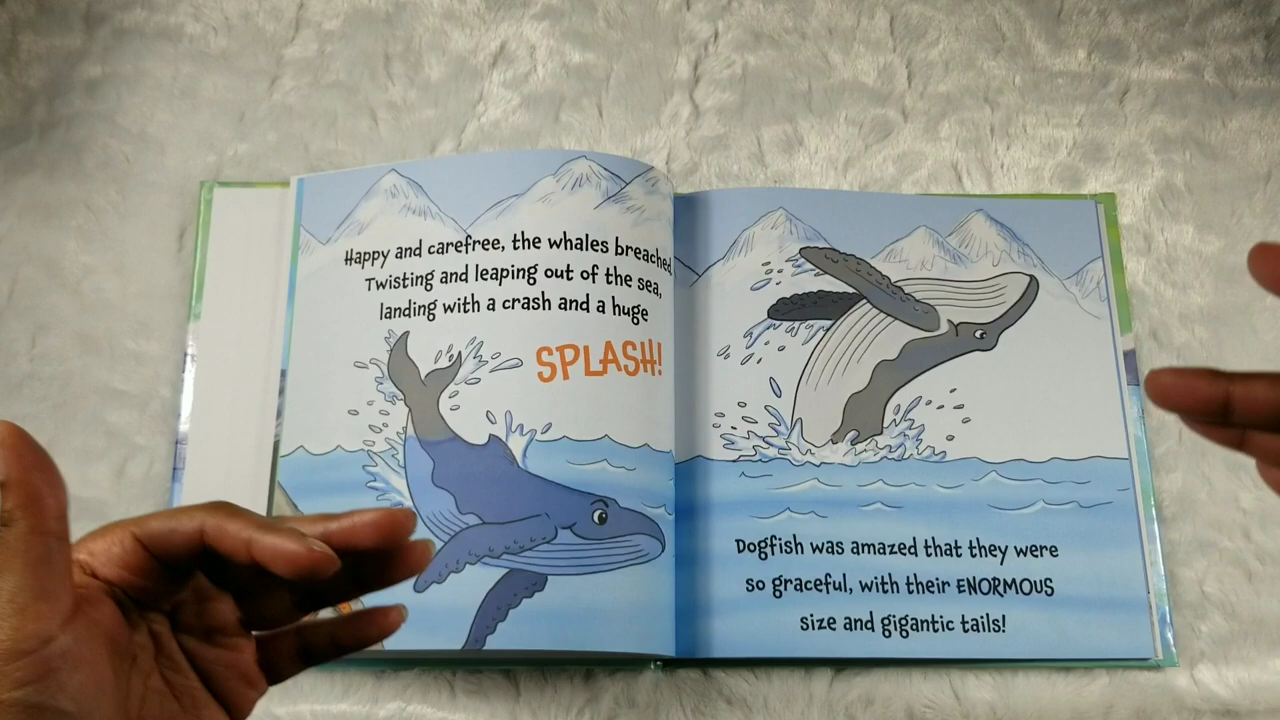 Happy and carefree, the whales breached
Twisting and leaping out of the sea,
landing with a crash and a huge
SPLASH!
Dogfish was amazed that they were
so graceful, with their ENORMOUS
size and gigantic tails!